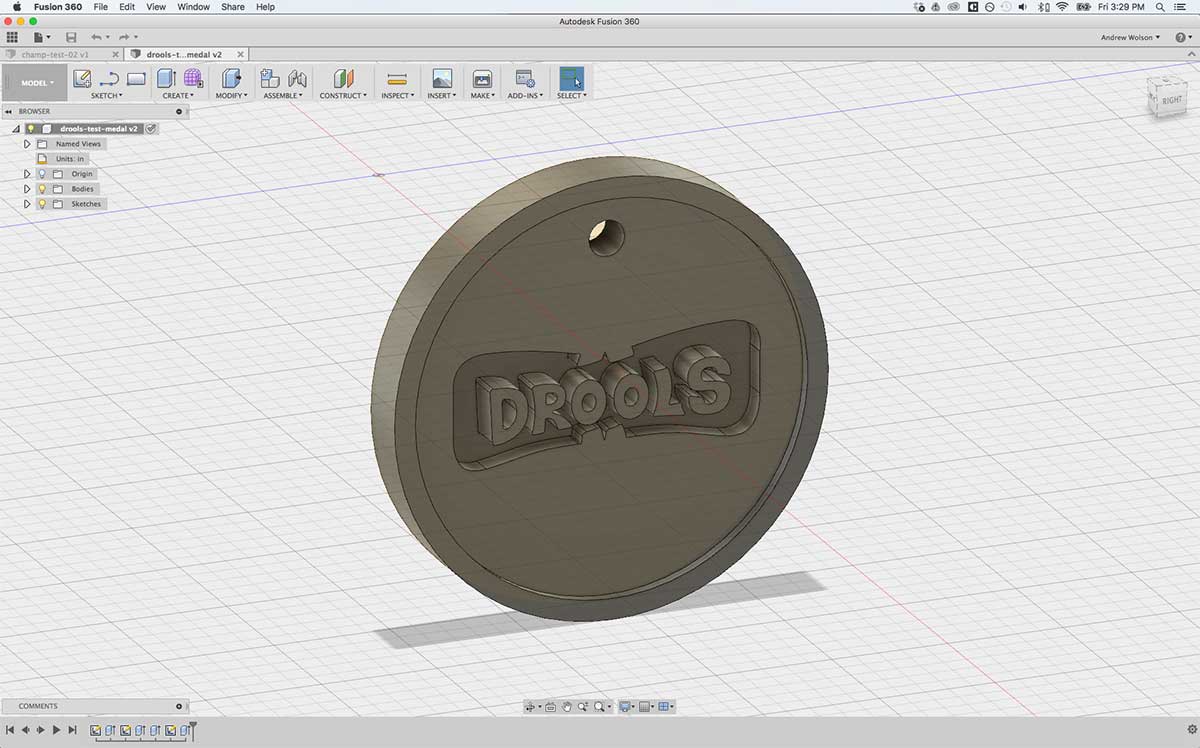 Fusion 360 File Edit View Window Share Help Fri 3:29 PM
Autodesk Fusion 360
Andrew Wolson
champ-test-02 v1 drools-t...medal v2
MODEL SKETCH CREATE MODIFY ASSEMBLE CONSTRUCT INSPECT INSERT MAKE ADD-INS SELECT
BROWSER
drools-test-medal v2
Named Views
Units: in
Origin
Bodies
Sketches
RIGHT
DROOLS
COMMENTS